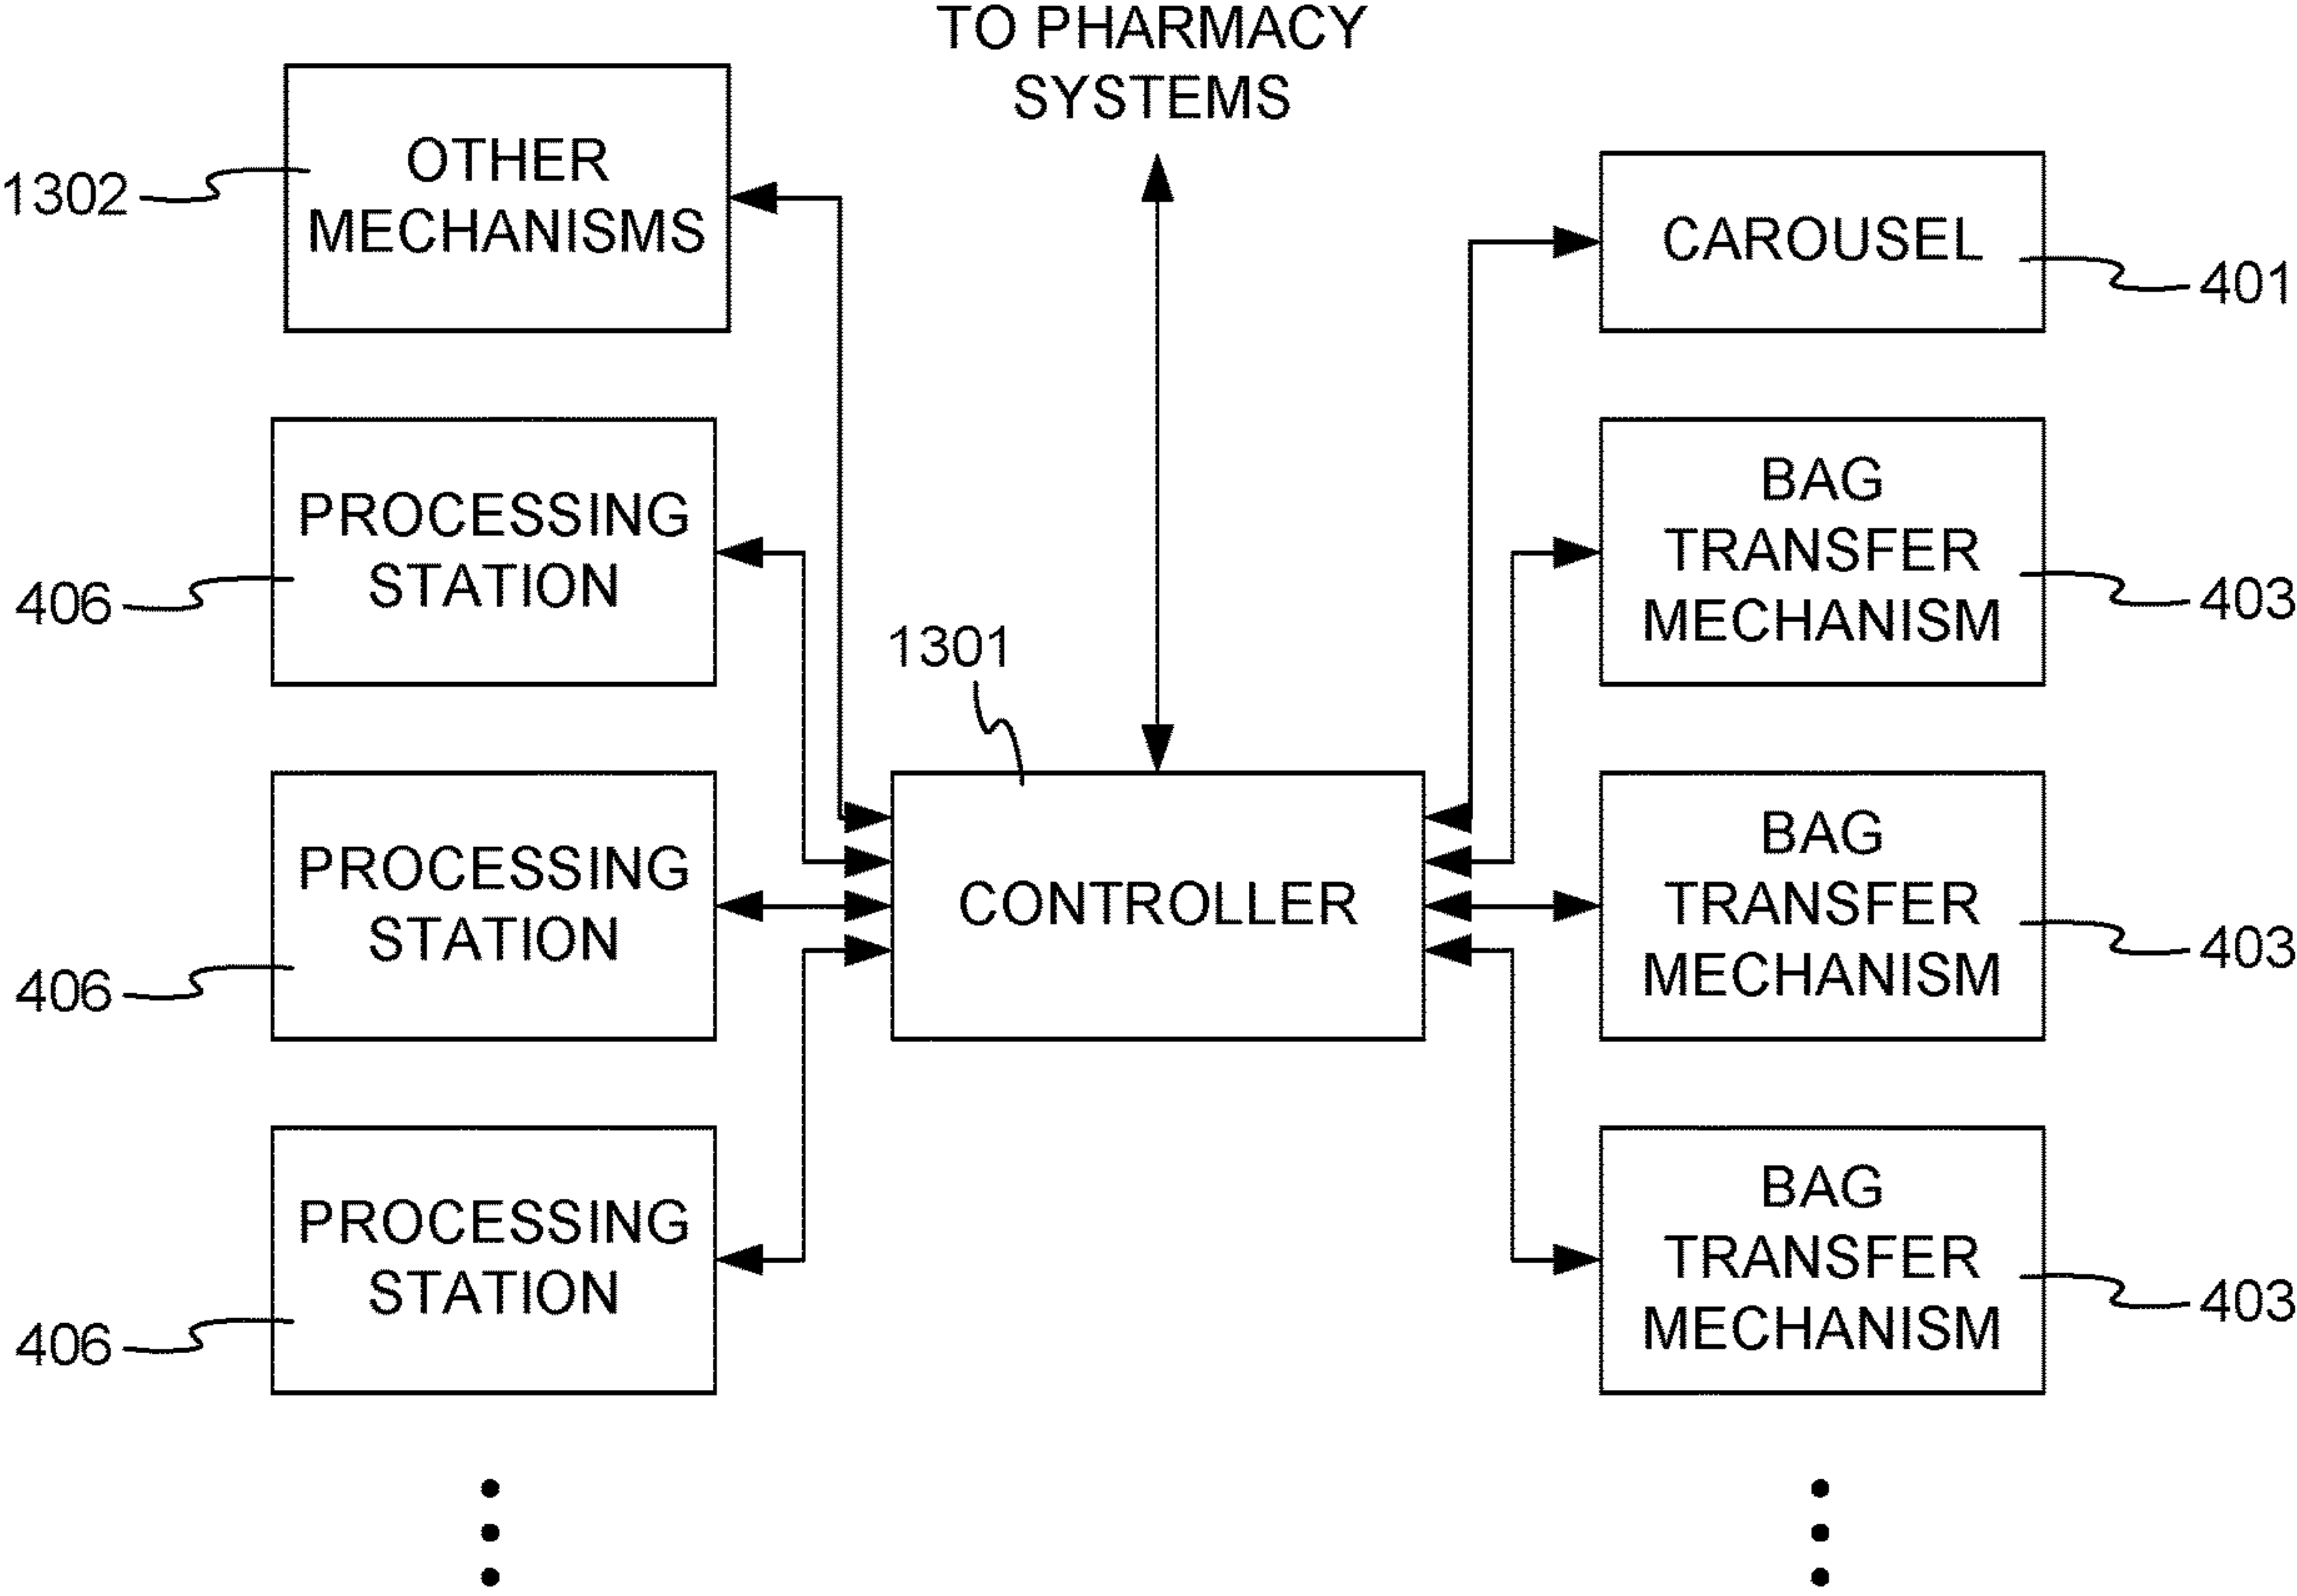 TO PHARMACY
SYSTEMS
OTHER
MECHANISMS
1302
CAROUSEL
401
PROCESSING
STATION
406
BAG
TRANSFER
MECHANISM
403
1301
CONTROLLER
PROCESSING
STATION
406
BAG
TRANSFER
MECHANISM
403
PROCESSING
STATION
406
BAG
TRANSFER
MECHANISM
403